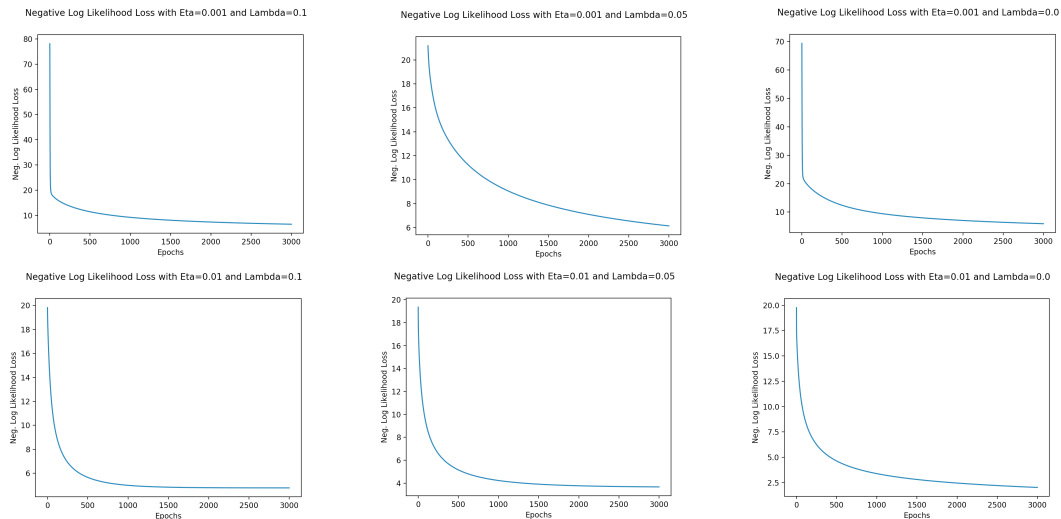 Negative Log Likelihood Loss with Eta=0.001 and Lambda=0.1
80
70
60
50
40
30
20
10
Neg. Log Likelihood Loss
0 500 1000 1500 2000 2500 3000
Epochs
Negative Log Likelihood Loss with Eta=0.001 and Lambda=0.05
20
18
16
14
12
10
8
6
Neg. Log Likelihood Loss
0 500 1000 1500 2000 2500 3000
Epochs
Negative Log Likelihood Loss with Eta=0.001 and Lambda=0.0
70
60
50
40
30
20
10
Neg. Log Likelihood Loss
0 500 1000 1500 2000 2500 3000
Epochs
Negative Log Likelihood Loss with Eta=0.01 and Lambda=0.1
20
18
16
14
12
10
8
6
Neg. Log Likelihood Loss
0 500 1000 1500 2000 2500 3000
Epochs
Negative Log Likelihood Loss with Eta=0.01 and Lambda=0.05
20
18
16
14
12
10
8
6
4
Neg. Log Likelihood Loss
0 500 1000 1500 2000 2500 3000
Epochs
Negative Log Likelihood Loss with Eta=0.01 and Lambda=0.0
20.0
17.5
15.0
12.5
10.0
7.5
5.0
2.5
Neg. Log Likelihood Loss
0 500 1000 1500 2000 2500 3000
Epochs